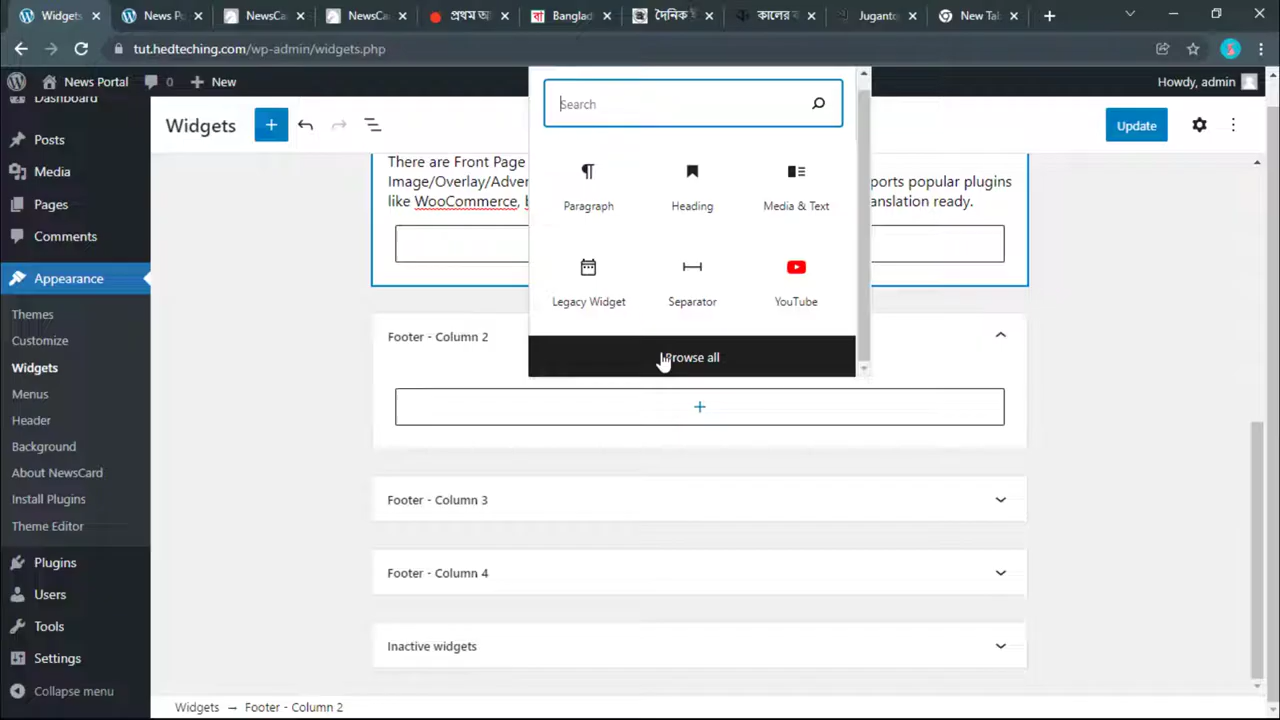 Widgets
News P
NewsCa
NewsCa
প্রথম আ
Banglad
দৈনিক ই
কালের ব
Juganto
New Tal
tut.hedteching.com/wp-admin/widgets.php
News Portal
0
New
Howdy, admin
Dashboard
Posts
Media
Pages
Comments
Appearance
Themes
Customize
Widgets
Menus
Header
Background
About NewsCard
Install Plugins
Theme Editor
Plugins
Users
Tools
Settings
Collapse menu
Widgets
Update
There are Front Page
Image/Overlay/Adver
ports popular plugins
like WooCommerce,
anslation ready.
Search
Paragraph
Heading
Media & Text
Legacy Widget
Separator
YouTube
Browse all
Footer - Column 2
Footer - Column 3
Footer - Column 4
Inactive widgets
Widgets → Footer - Column 2